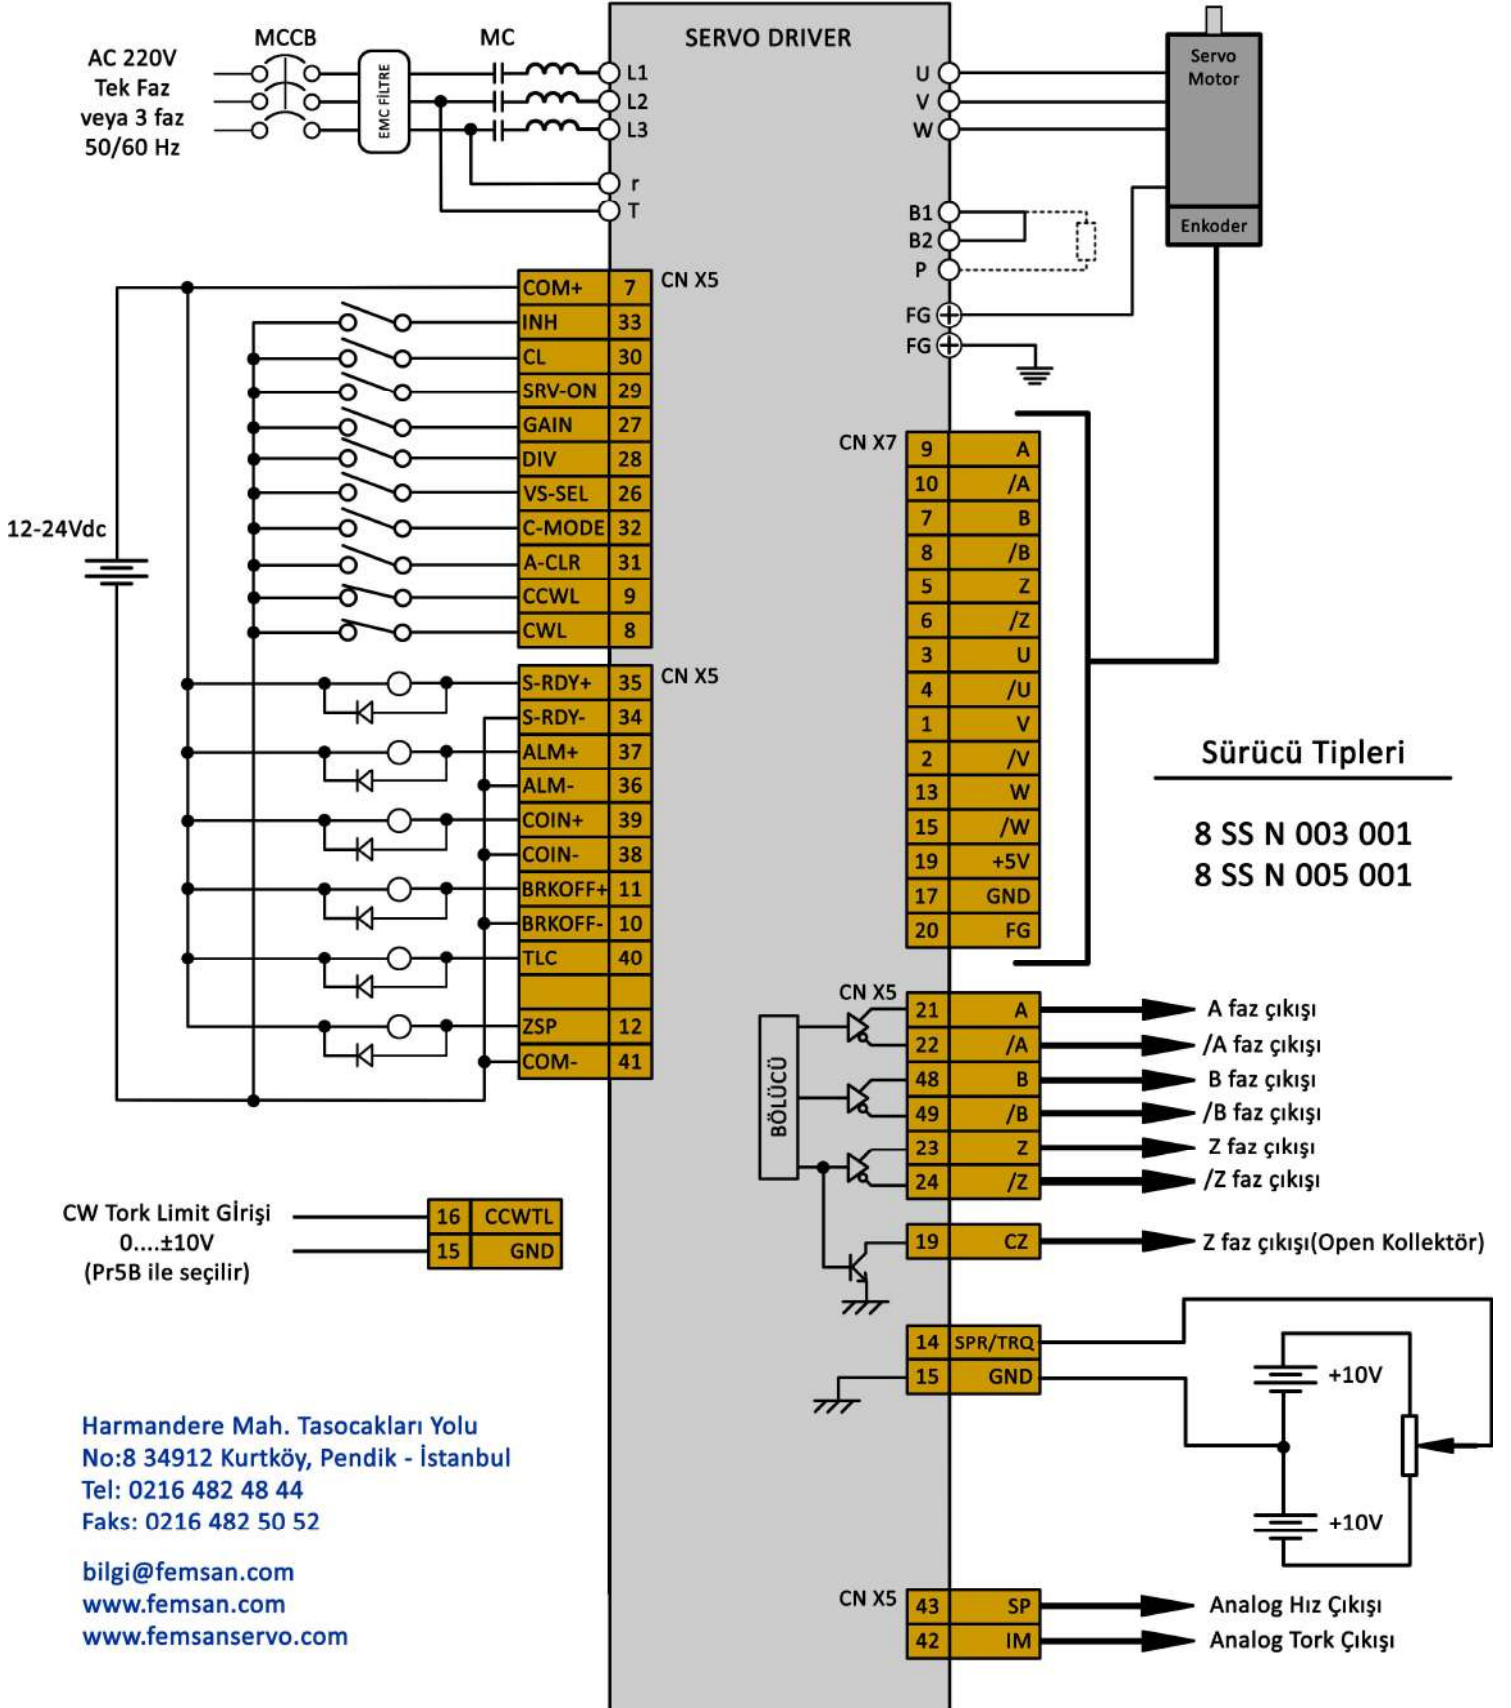 SERVO DRIVER
MCCB
MC
AC 220V
Tek Faz
veya 3 faz
50/60 Hz
EMC FİLTRE
L1
L2
L3
r
T
U
V
W
Servo
Motor
Enkoder
B1
B2
P
FG
FG
CN X5
COM+ 7
INH 33
CL 30
SRV-ON 29
GAIN 27
DIV 28
VS-SEL 26
C-MODE 32
A-CLR 31
CCWL 9
CWL 8
12-24Vdc
CN X5
S-RDY+ 35
S-RDY- 34
ALM+ 37
ALM- 36
COIN+ 39
COIN- 38
BRKOFF+ 11
BRKOFF- 10
TLC 40
ZSP 12
COM- 41
CN X7
9 A
10 /A
7 B
8 /B
5 Z
6 /Z
3 U
4 /U
1 V
2 /V
13 W
15 /W
19 +5V
17 GND
20 FG
Sürücü Tipleri
8 SS N 003 001
8 SS N 005 001
CN X5
BÖLÜCÜ
21 A A faz çıkışı
22 /A /A faz çıkışı
48 B B faz çıkışı
49 /B /B faz çıkışı
23 Z Z faz çıkışı
24 /Z /Z faz çıkışı
19 CZ Z faz çıkışı(Open Kollektör)
CW Tork Limit Gİrişi
0....±10V
(Pr5B ile seçilir)
16 CCWTL
15 GND
14 SPR/TRQ
15 GND
+10V
+10V
Harmandere Mah. Tasocakları Yolu
No:8 34912 Kurtköy, Pendik - İstanbul
Tel: 0216 482 48 44
Faks: 0216 482 50 52
bilgi@femsan.com
www.femsan.com
www.femsanservo.com
CN X5
43 SP Analog Hız Çıkışı
42 IM Analog Tork Çıkışı